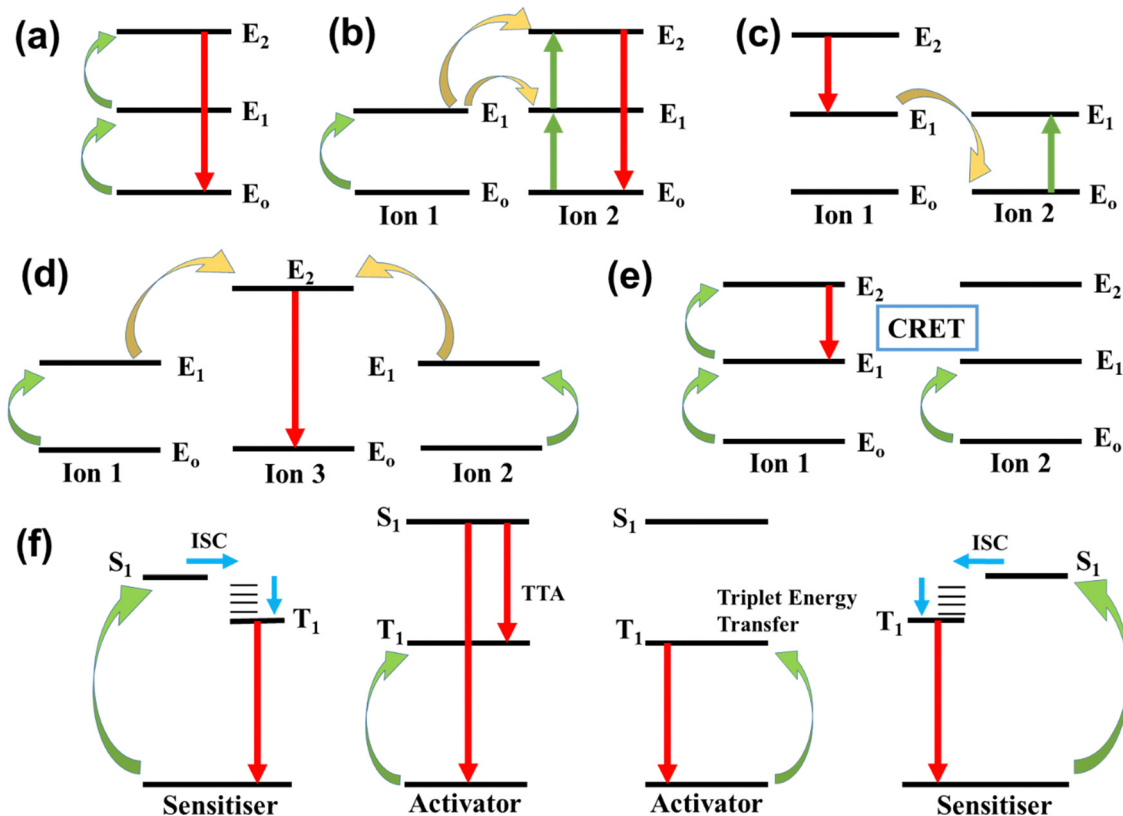 (a)
E2
E1
Eo
(b)
E1
Eo
Ion 1
E2
E1
Eo
Ion 2
(c)
E2
E1
Eo
Ion 1
E1
Eo
Ion 2
(d)
E1
Eo
Ion 1
E2
Eo
Ion 3
E1
Ion 2
(e)
E2
E1
Eo
Ion 1
CRET
E2
E1
Eo
Ion 2
(f)
S1
ISC
T1
Sensitiser
S1
TTA
T1
Activator
S1
Triplet Energy
Transfer
T1
Activator
ISC
S1
T1
Sensitiser